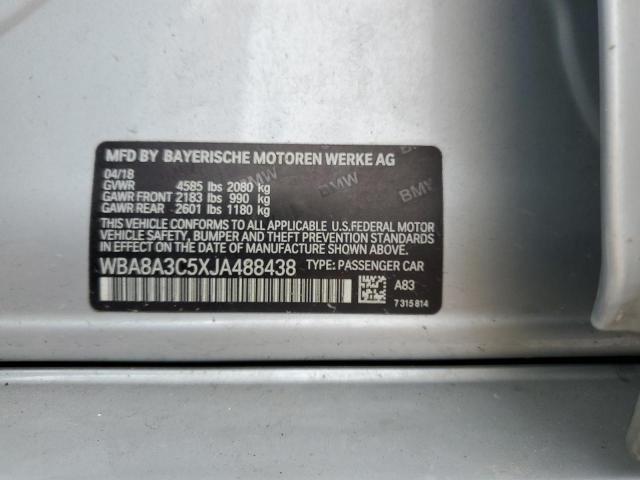 MFD BY BAYERISCHE MOTOREN WERKE AG
04/18
GVWR 4585 lbs 2080 kg
GAWR FRONT 2183 lbs 990 kg
GAWR REAR 2601 lbs 1180 kg
THIS VEHICLE CONFORMS TO ALL APPLICABLE U.S.FEDERAL MOTOR
VEHICLE SAFETY, BUMPER AND THEFT PREVENTION STANDARDS
IN EFFECT ON THE DATE OF MANUFACTURE SHOWN ABOVE.
WBA8A3C5XJA488438 TYPE: PASSENGER CAR
A83
7 315 814
BMW
BMW
BMW